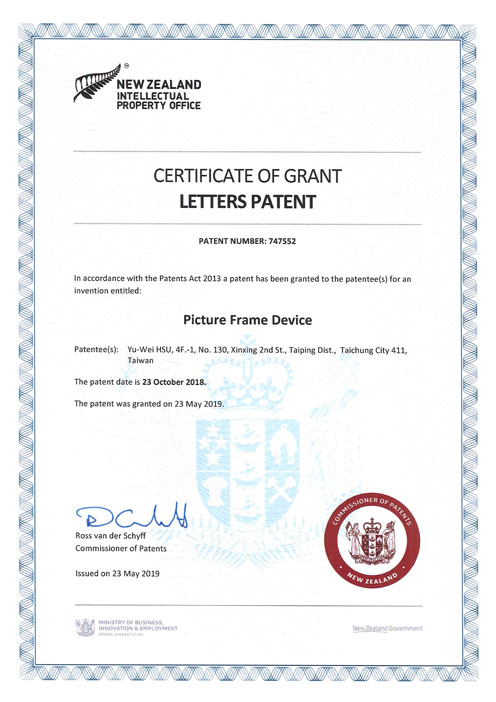 NEW ZEALAND
INTELLECTUAL
PROPERTY OFFICE
CERTIFICATE OF GRANT
LETTERS PATENT
PATENT NUMBER: 747552
In accordance with the Patents Act 2013 a patent has been granted to the patentee(s) for an
invention entitled:
Picture Frame Device
Patentee(s): Yu-Wei HSU, 4F.-1, No. 130, Xinxing 2nd St., Taiping Dist., Taichung City 411,
Taiwan
The patent date is 23 October 2018.
The patent was granted on 23 May 2019.
Ross van der Schyff
Commissioner of Patents
Issued on 23 May 2019
COMMISSIONER OF PATENTS
NEW ZEALAND
MINISTRY OF BUSINESS,
INNOVATION & EMPLOYMENT
HĪKINA WHAKATUTUKI
New Zealand Government